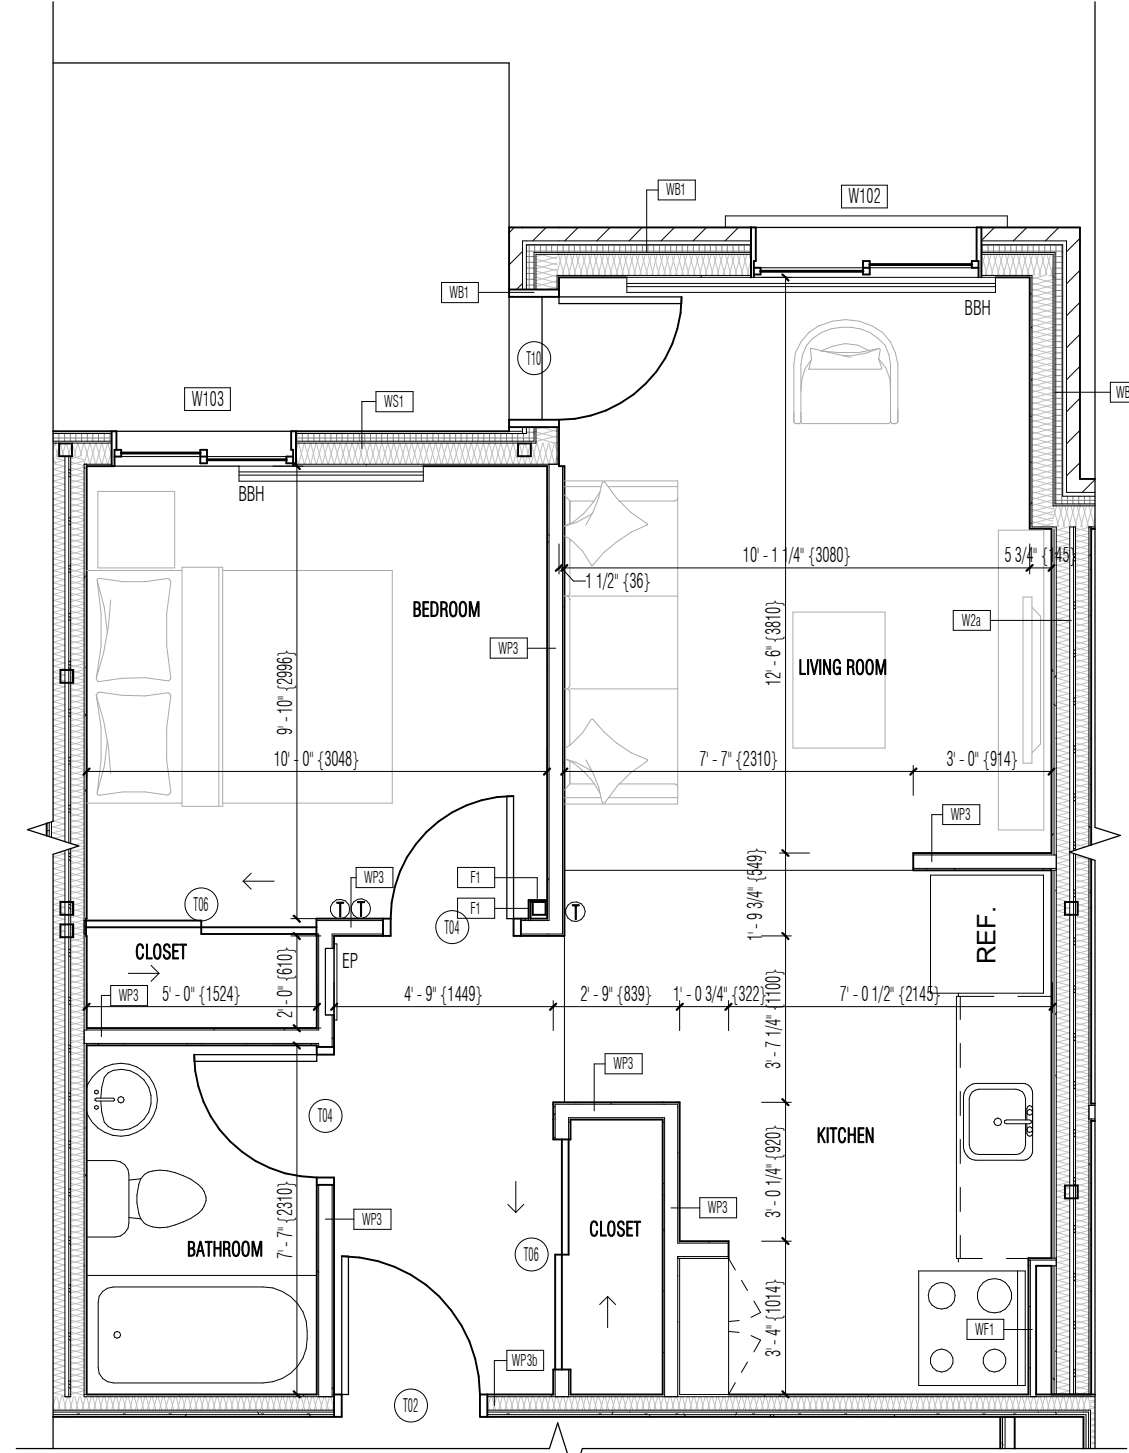 WB1
W102
WB1
BBH
T10
WB
W103
WS1
BBH
10' - 1 1/4" {3080}
5 3/4" {145}
1 1/2" {36}
BEDROOM
W2a
WP3
12' - 6" {3810}
LIVING ROOM
9' - 10" {2996}
10' - 0" {3048}
7' - 7" {2310}
3' - 0" {914}
WP3
WP3
F1
T06
T T
F1
T
T04
1' - 9 3/4" {549}
REF.
CLOSET
EP
2' - 0" {610}
WP3
5' - 0" {1524}
4' - 9" {1449}
2' - 9" {839}
1' - 0 3/4" {322}
7' - 0 1/2" {2145}
3' - 7 1/4" {1100}
WP3
T04
KITCHEN
3' - 0 1/4" {920}
WP3
WP3
CLOSET
BATHROOM
7' - 7" {2310}
T06
3' - 4" {1014}
WF1
WP3b
T02